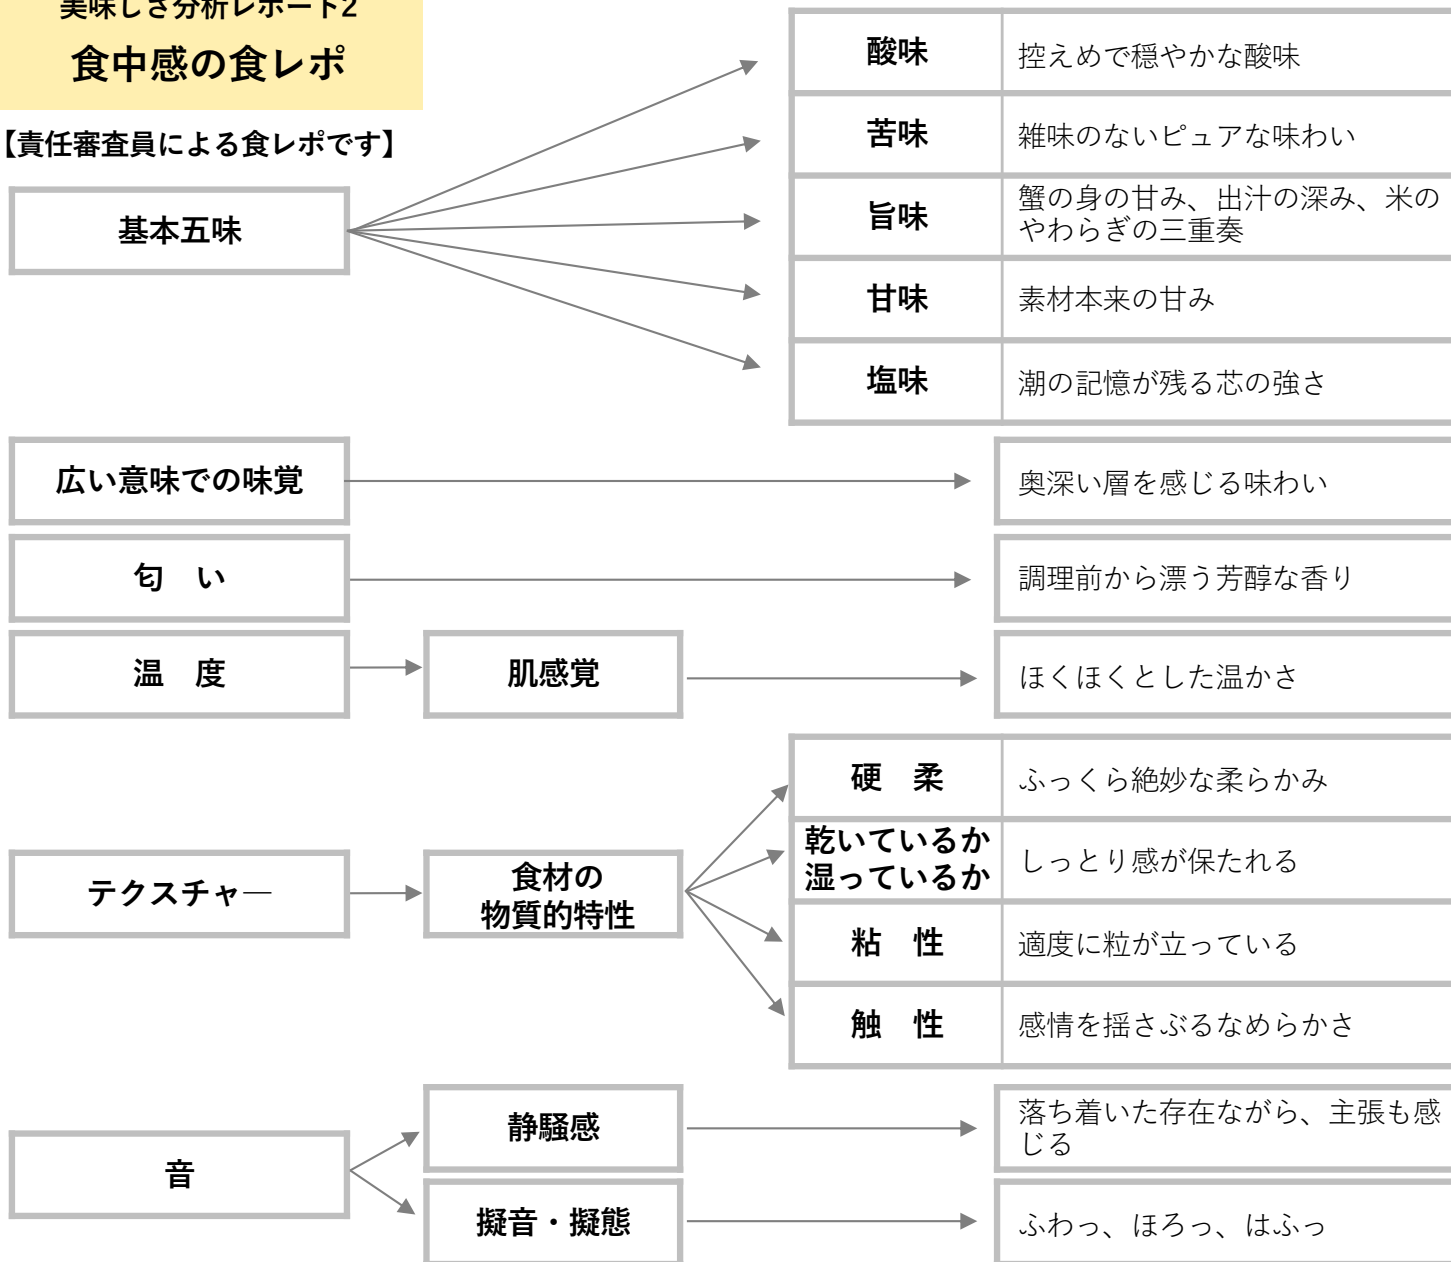 美味しさ分析レポート2
食中感の食レポ
【責任審査員による食レポです】
基本五味
酸味
控えめで穏やかな酸味
苦味
雑味のないピュアな味わい
旨味
蟹の身の甘み、出汁の深み、米の
やわらぎの三重奏
甘味
素材本来の甘み
塩味
潮の記憶が残る芯の強さ
広い意味での味覚
奥深い層を感じる味わい
匂　い
調理前から漂う芳醇な香り
温　度
肌感覚
ほくほくとした温かさ
テクスチャ―
食材の
物質的特性
硬　柔
ふっくら絶妙な柔らかみ
乾いているか
湿っているか
しっとり感が保たれる
粘　性
適度に粒が立っている
触　性
感情を揺さぶるなめらかさ
音
静騒感
落ち着いた存在ながら、主張も感
じる
擬音・擬態
ふわっ、ほろっ、はふっ